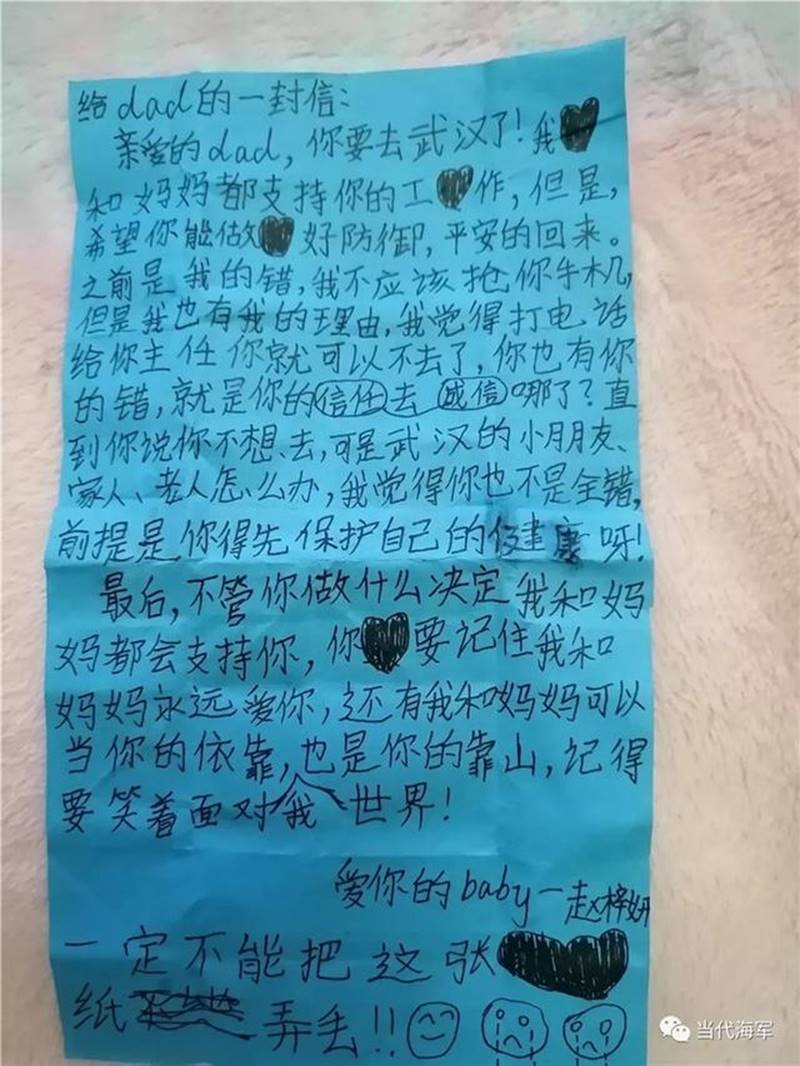 给dad的一封信:
亲爱的dad,你要去武汉了!我
和妈妈都支持你的工作,但是,
希望你能做好防御,平安的回来。
之前是我的错,我不应该抢你手机,
但是我也有我的理由,我觉得打电话
给你主任你就可以不去了,你也有你
的错,就是你的信任去诚信哪了?直
到你说你不想、去,可是武汉的小朋友、
家人、老人怎么办,我觉得你也不是全错,
前提是你得先保护自己的健康呀!
最后,不管你做什么决定我和妈
妈都会支持你,你要记住我和
妈妈永远爱你,还有我和妈妈可以
当你的依靠,也是你的靠山,记得
要笑着面对我世界!
爱你的baby—赵梓妍
一定不能把这张
纸弄丢!!
当代海军